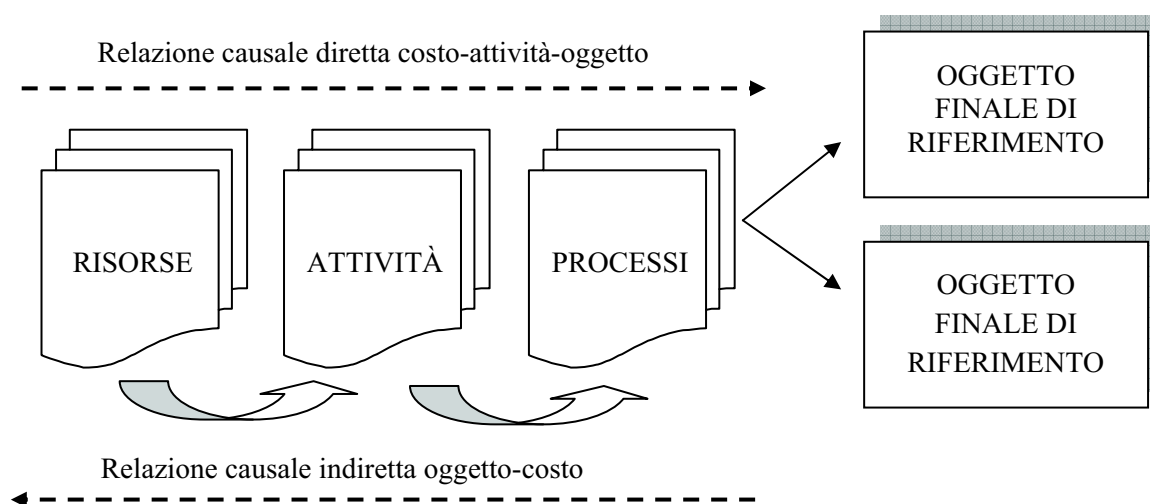 Relazione causale diretta costo-attività-oggetto
OGGETTO
FINALE DI
RIFERIMENTO
RISORSE
ATTIVITÀ
PROCESSI
OGGETTO
FINALE DI
RIFERIMENTO
Relazione causale indiretta oggetto-costo